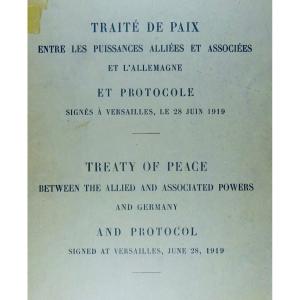 TRAITÉ DE PAIX
ENTRE LES PUISSANCES ALLIÉES ET ASSOCIÉES
ET L'ALLEMAGNE
ET PROTOCOLE
SIGNÉS À VERSAILLES, LE 28 JUIN 1919
TREATY OF PEACE
BETWEEN THE ALLIED AND ASSOCIATED POWERS
AND GERMANY
AND PROTOCOL
SIGNED AT VERSAILLES, JUNE 28, 1919